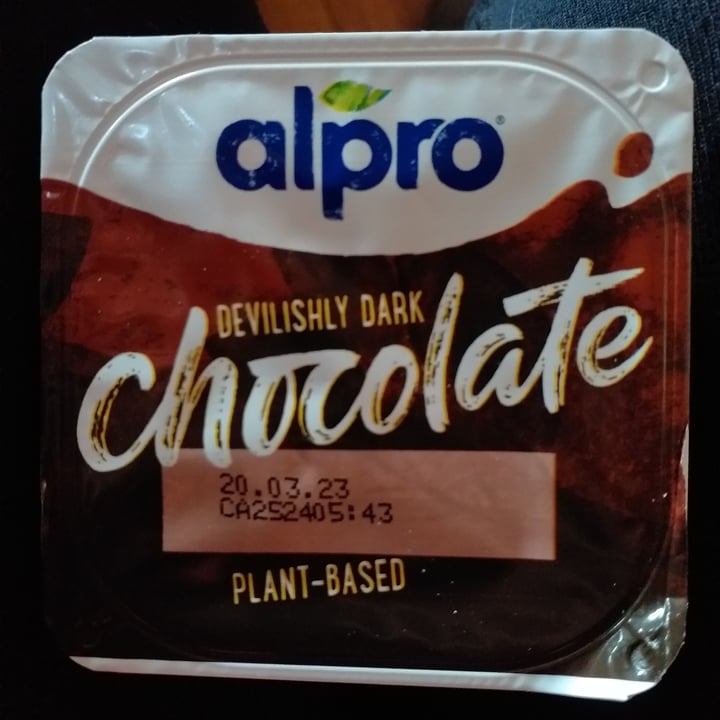 alpro®
DEVILISHLY DARK
chocolate
20.03.23
CA252405:43
PLANT-BASED